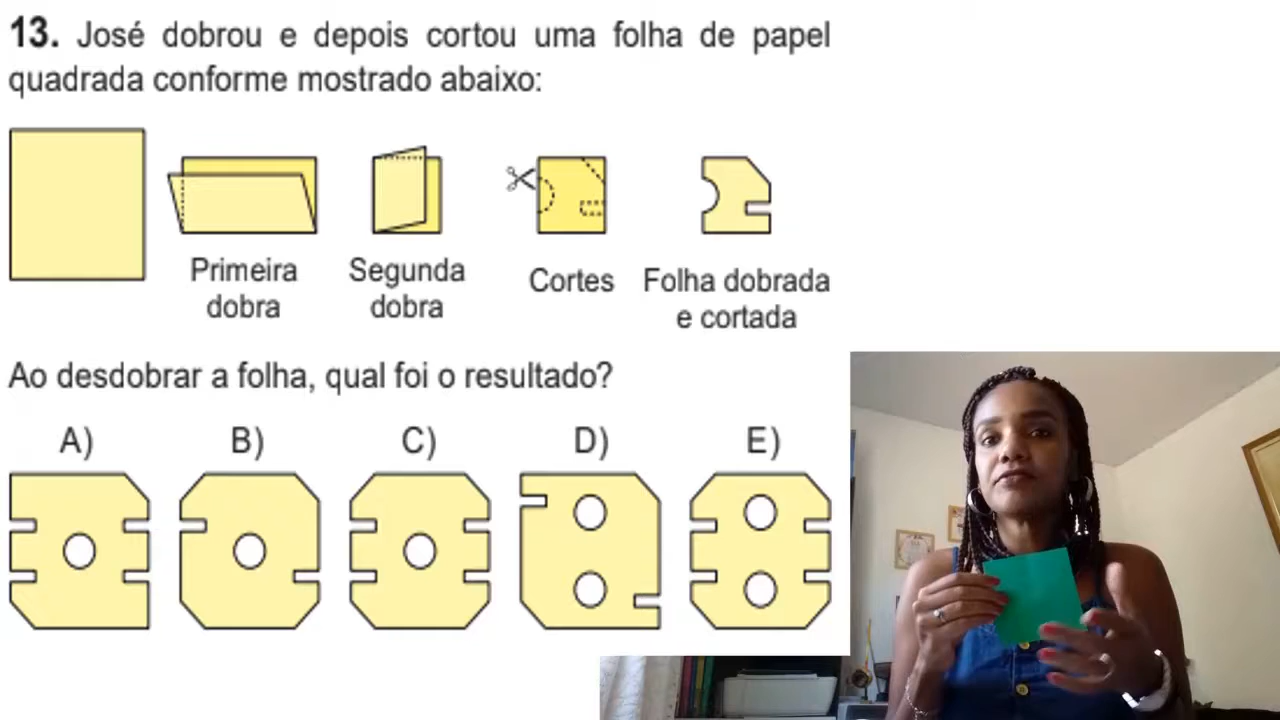 13. José dobrou e depois cortou uma folha de papel
quadrada conforme mostrado abaixo:
Primeira
dobra
Segunda
dobra
Cortes
Folha dobrada
e cortada
Ao desdobrar a folha, qual foi o resultado?
A) B) C) D) E)